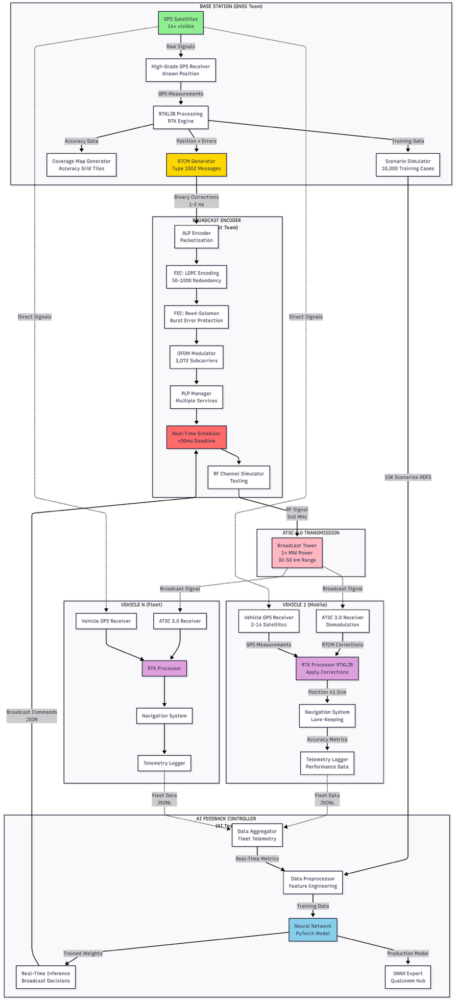 BASE STATION (GNSS Team)
GPS Satellites
14+ visible
Raw Signals
High-Grade GPS Receiver
Known Position
GPS Measurements
RTKLIB Processing
RTK Engine
Accuracy Data
Position + Errors
Training Data
Coverage Map Generator
Accuracy Grid Tiles
RTCM Generator
Type 1002 Messages
Scenario Simulator
10,000 Training Cases
Binary Corrections
1-2 Hz
BROADCAST ENCODER
Team)
ALP Encoder
Packetization
FEC: LDPC Encoding
50-100% Redundancy
FEC: Reed-Solomon
Burst Error Protection
Direct Signals
Direct Signals
OFDM Modulator
3,072 Subcarriers
PLP Manager
Multiple Services
Real-Time Scheduler
<50ms Deadline
RF Channel Simulator
Testing
10K Scenarios HDF5
RF Signal
540 MHz
ATSC 3.0 TRANSMISSION
Broadcast Tower
1+ MW Power
30-50 km Range
Broadcast Signal
Broadcast Signal
VEHICLE N (Fleet)
Vehicle GPS Receiver
ATSC 3.0 Receiver
RTK Processor
Navigation System
Telemetry Logger
VEHICLE 1 (Mobile)
Vehicle GPS Receiver
2-14 Satellites
ATSC 3.0 Receiver
Demodulation
GPS Measurements
RTCM Corrections
RTK Processor RTKLIB
Apply Corrections
Position ±1.5cm
Navigation System
Lane-Keeping
Accuracy Metrics
Telemetry Logger
Performance Data
Broadcast Commands
JSON
Fleet Data
JSONL
Fleet Data
JSONL
AI FEEDBACK CONTROLLER
(AI
Data Aggregator
Fleet Telemetry
Real-Time Metrics
Data Preprocessor
Feature Engineering
Training Data
Neural Network
PyTorch Model
Trained Weights
Production Model
Real-Time Inference
Broadcast Decisions
ONNX Export
Qualcomm Hub